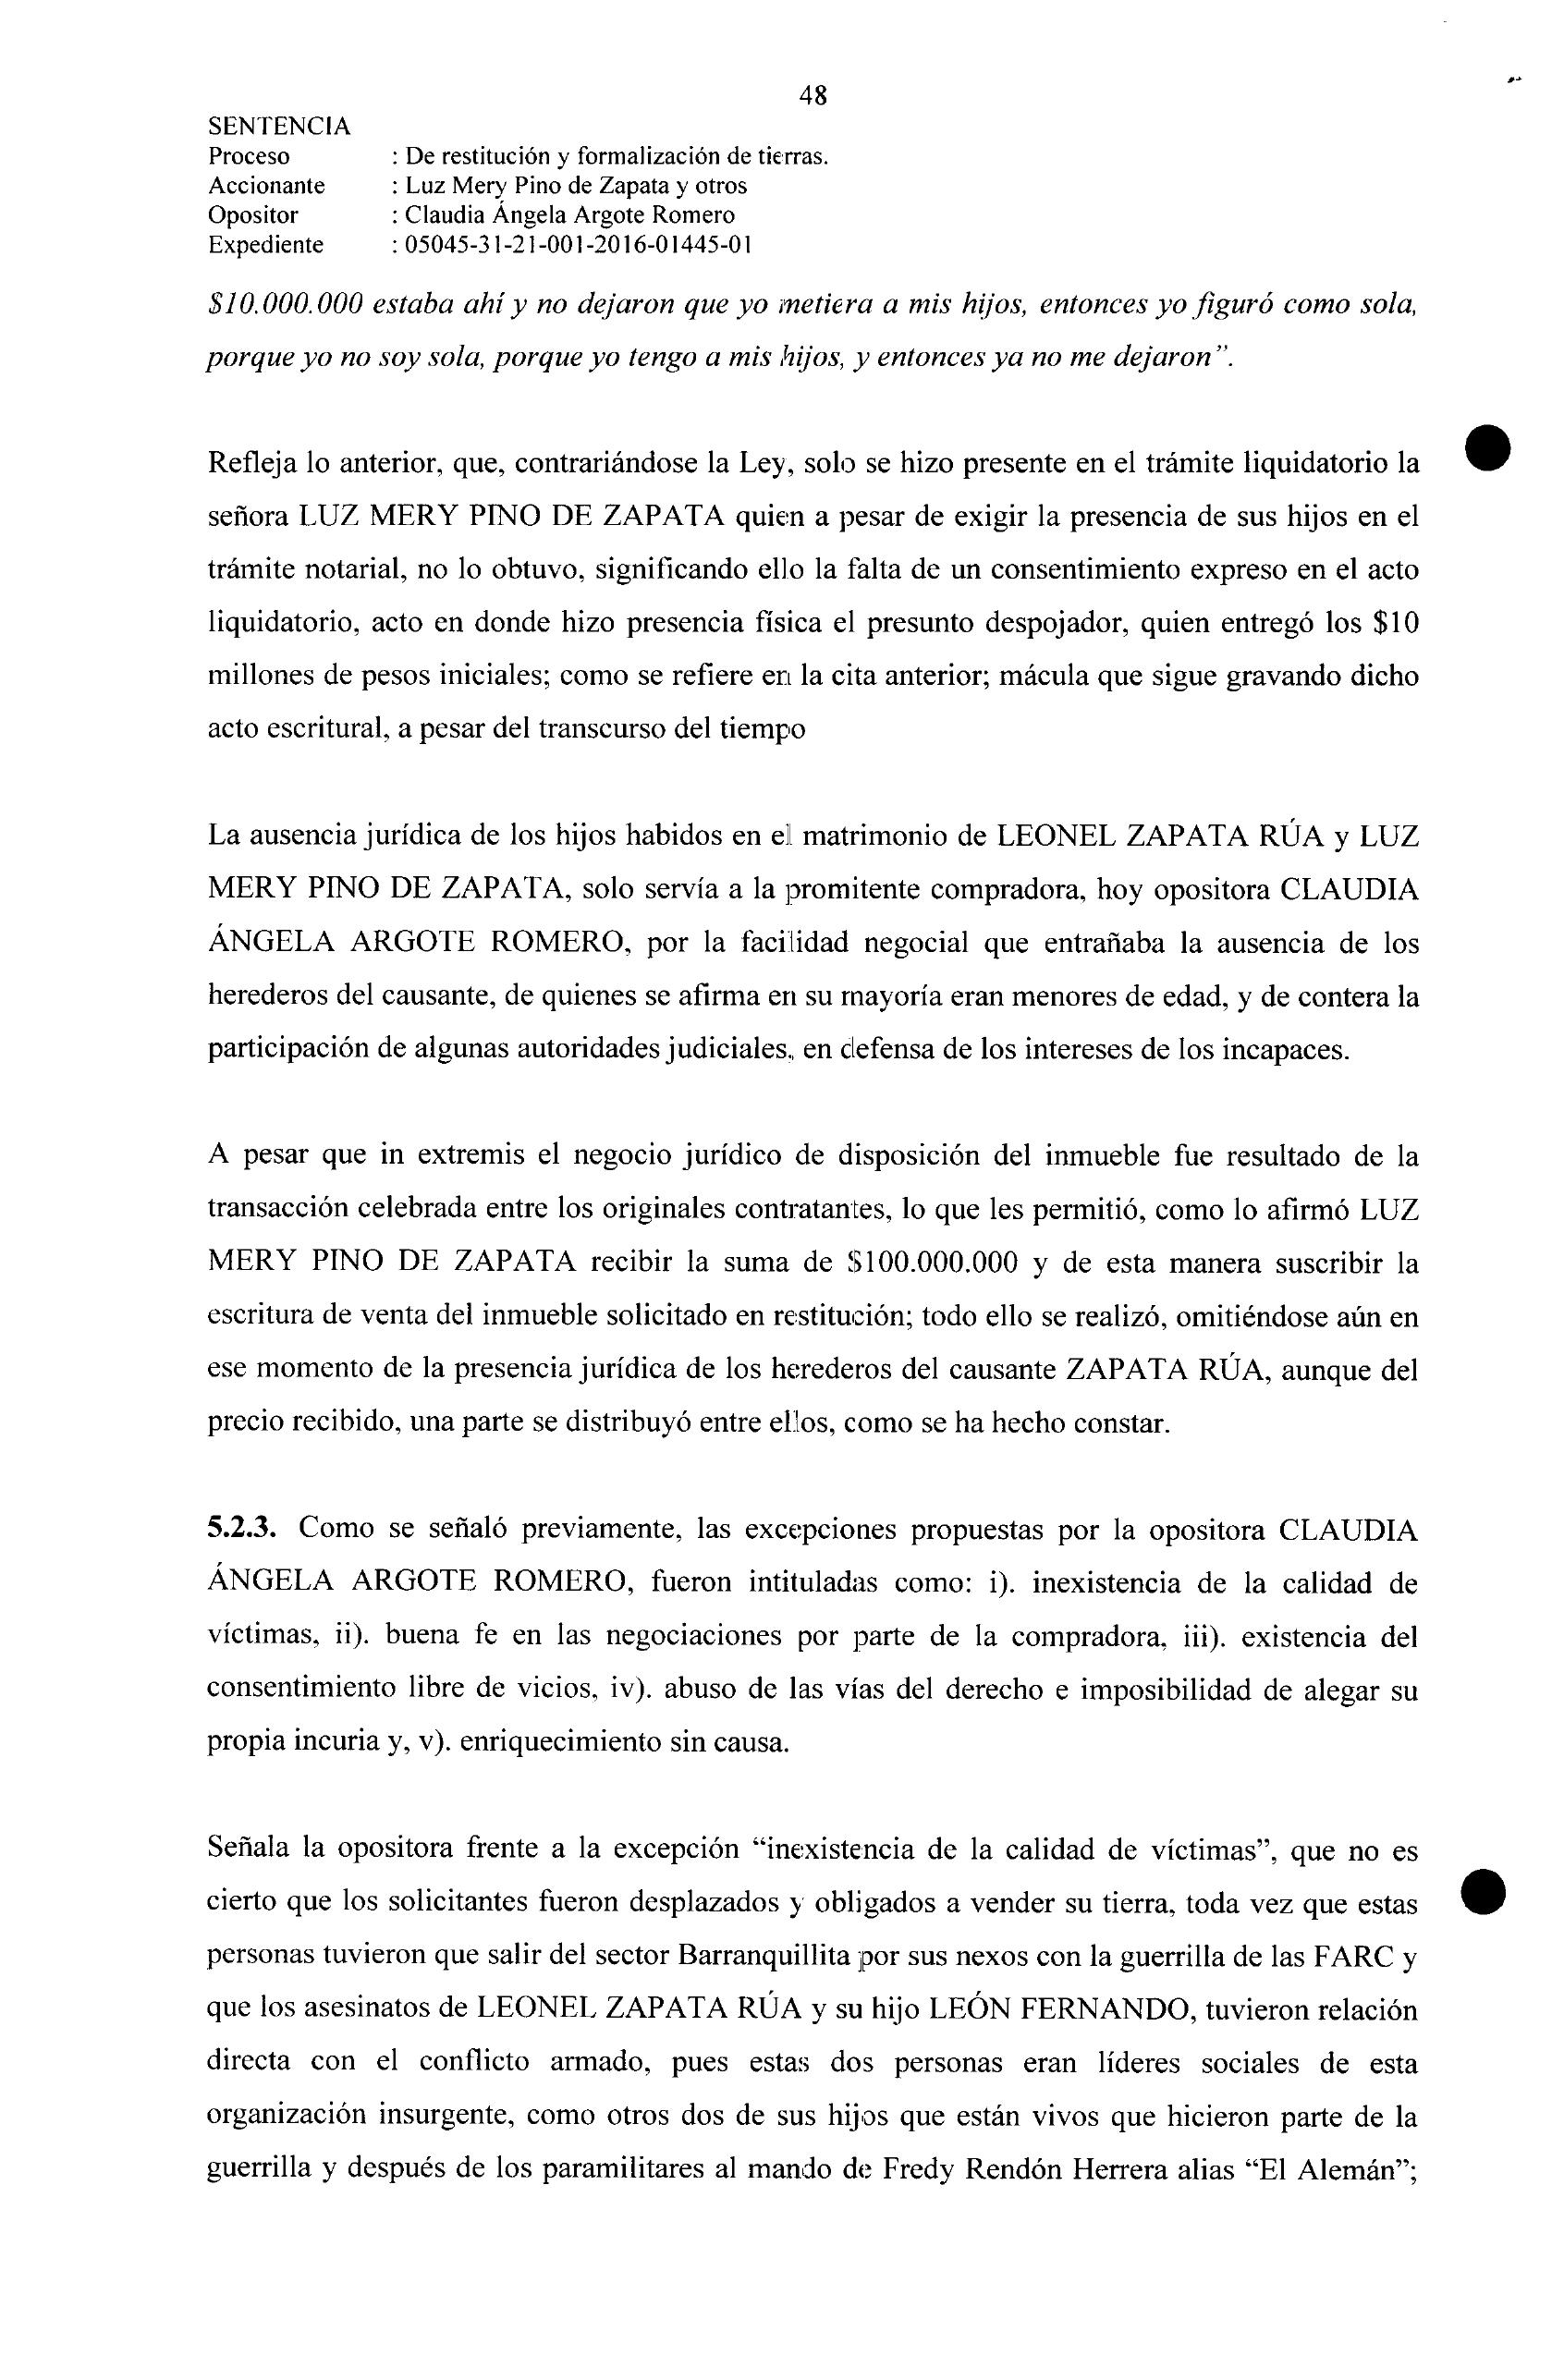 48
SENTENCIA
Proceso : De restitución y formalización de tierras.
Accionante : Luz Mery Pino de Zapata y otros
Opositor : Claudia Ángela Argote Romero
Expediente : 05045-31-21-001-2016-01445-01
$10.000.000 estaba ahí y no dejaron que yo metiera a mis hijos, entonces yo figuró como sola,
porque yo no soy sola, porque yo tengo a mis hijos, y entonces ya no me dejaron”.
Refleja lo anterior, que, contrariándose la Ley, solo se hizo presente en el trámite liquidatorio la
señora LUZ MERY PINO DE ZAPATA quien a pesar de exigir la presencia de sus hijos en el
trámite notarial, no lo obtuvo, significando ello la falta de un consentimiento expreso en el acto
liquidatorio, acto en donde hizo presencia física el presunto despojador, quien entregó los $10
millones de pesos iniciales; como se refiere en la cita anterior; mácula que sigue gravando dicho
acto escritural, a pesar del transcurso del tiempo
La ausencia jurídica de los hijos habidos en el matrimonio de LEONEL ZAPATA RÚA y LUZ
MERY PINO DE ZAPATA, solo servía a la promitente compradora, hoy opositora CLAUDIA
ÁNGELA ARGOTE ROMERO, por la facilidad negocial que entrañaba la ausencia de los
herederos del causante, de quienes se afirma en su mayoría eran menores de edad, y de contera la
participación de algunas autoridades judiciales, en defensa de los intereses de los incapaces.
A pesar que in extremis el negocio jurídico de disposición del inmueble fue resultado de la
transacción celebrada entre los originales contratantes, lo que les permitió, como lo afirmó LUZ
MERY PINO DE ZAPATA recibir la suma de $100.000.000 y de esta manera suscribir la
escritura de venta del inmueble solicitado en restitución; todo ello se realizó, omitiéndose aún en
ese momento de la presencia jurídica de los herederos del causante ZAPATA RÚA, aunque del
precio recibido, una parte se distribuyó entre ellos, como se ha hecho constar.
5.2.3. Como se señaló previamente, las excepciones propuestas por la opositora CLAUDIA
ÁNGELA ARGOTE ROMERO, fueron intituladas como: i). inexistencia de la calidad de
víctimas, ii). buena fe en las negociaciones por parte de la compradora, iii). existencia del
consentimiento libre de vicios, iv). abuso de las vías del derecho e imposibilidad de alegar su
propia incuria y, v). enriquecimiento sin causa.
Señala la opositora frente a la excepción “inexistencia de la calidad de víctimas”, que no es
cierto que los solicitantes fueron desplazados y obligados a vender su tierra, toda vez que estas
personas tuvieron que salir del sector Barranquillita por sus nexos con la guerrilla de las FARC y
que los asesinatos de LEONEL ZAPATA RÚA y su hijo LEÓN FERNANDO, tuvieron relación
directa con el conflicto armado, pues estas dos personas eran líderes sociales de esta
organización insurgente, como otros dos de sus hijos que están vivos que hicieron parte de la
guerrilla y después de los paramilitares al mando de Fredy Rendón Herrera alias “El Alemán”;